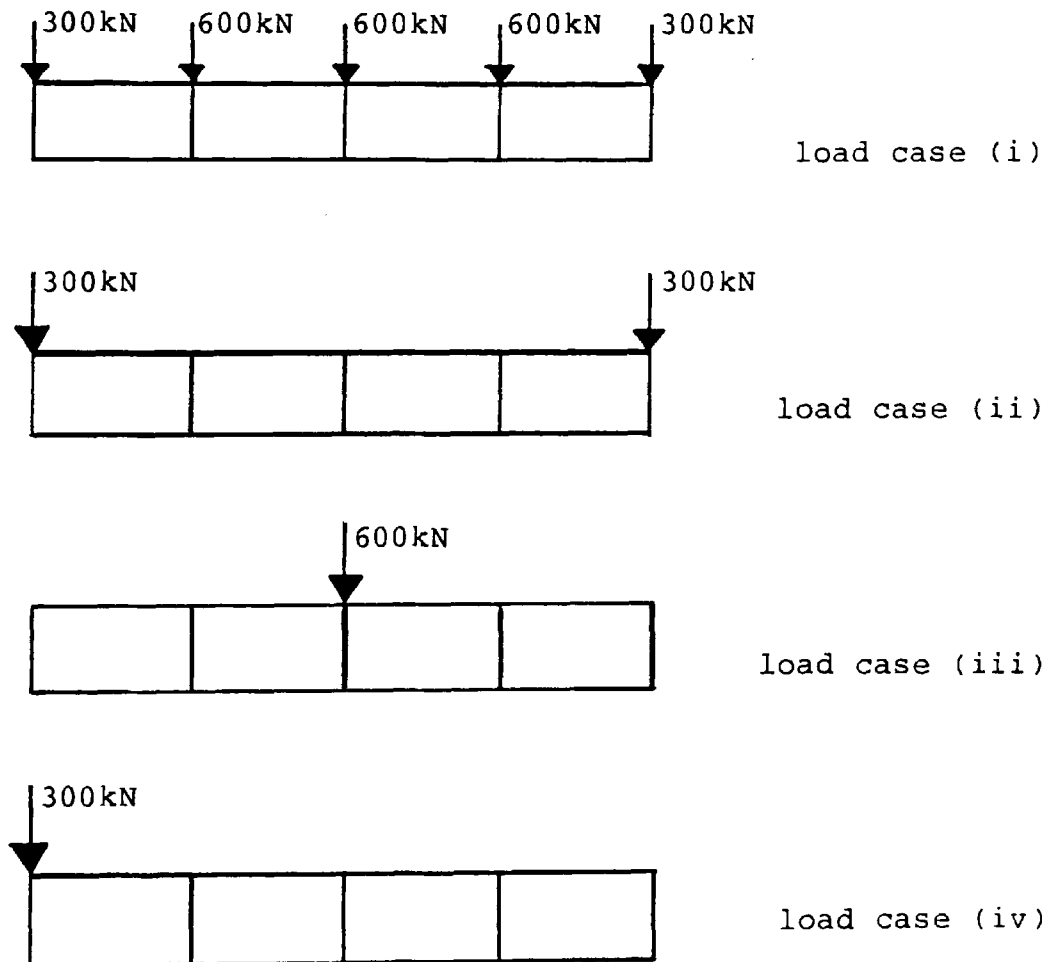 300kN 600kN 600kN 600kN 300kN
load case (i)
300kN 300kN
load case (ii)
600kN
load case (iii)
300kN
load case (iv)